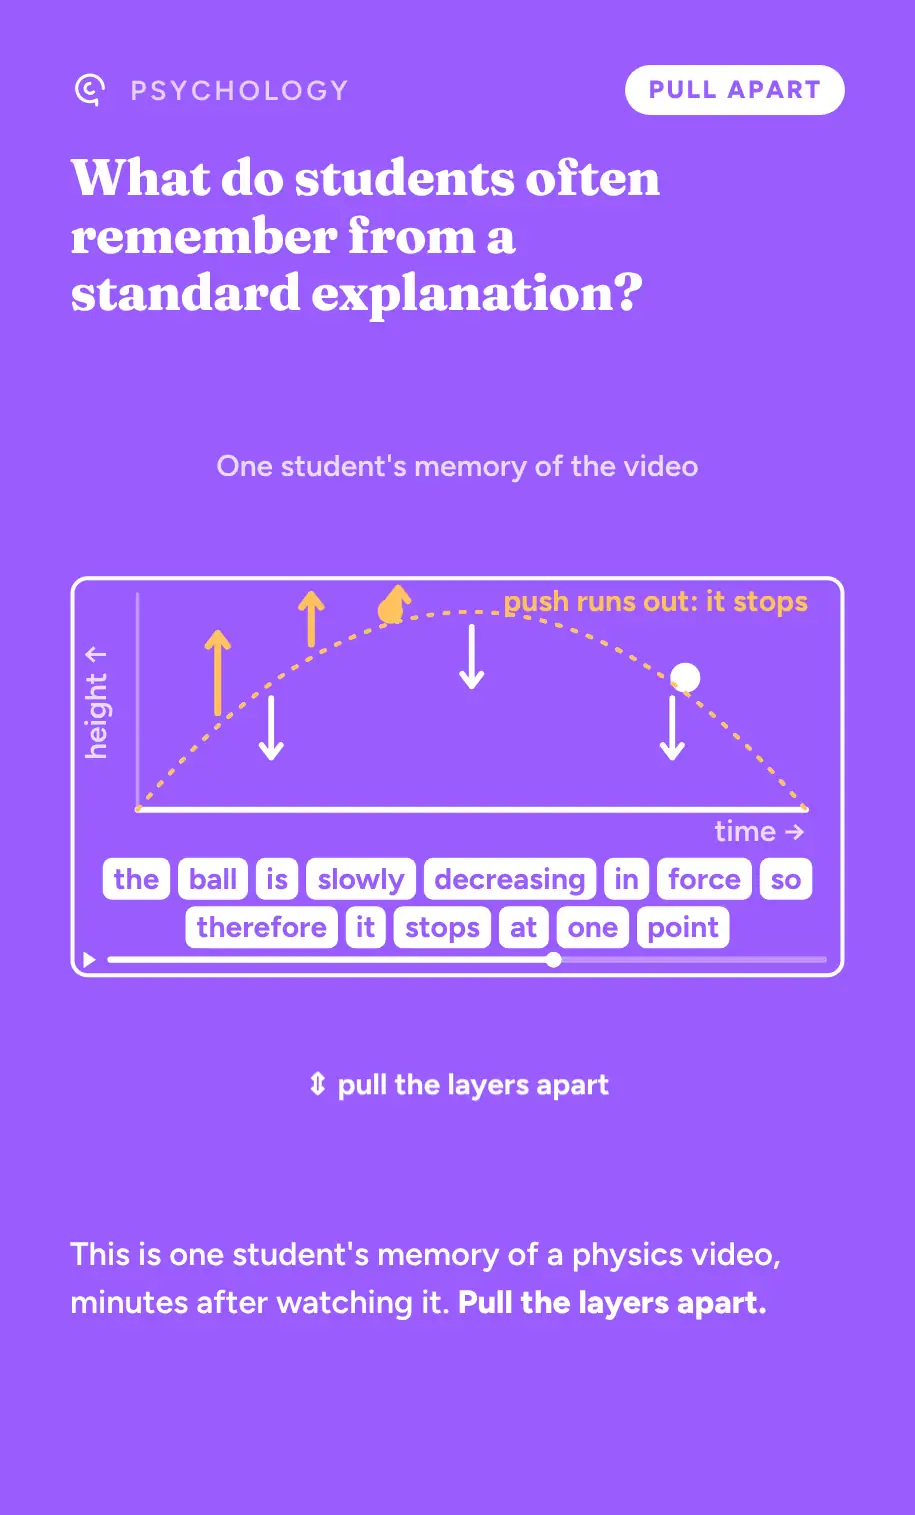 PSYCHOLOGY
PULL APART
What do students often
remember from a
standard explanation?
One student's memory of the video
push runs out: it stops
height ↑
time →
the ball is slowly decreasing in force so
therefore it stops at one point
⇕ pull the layers apart
This is one student's memory of a physics video,
minutes after watching it. Pull the layers apart.